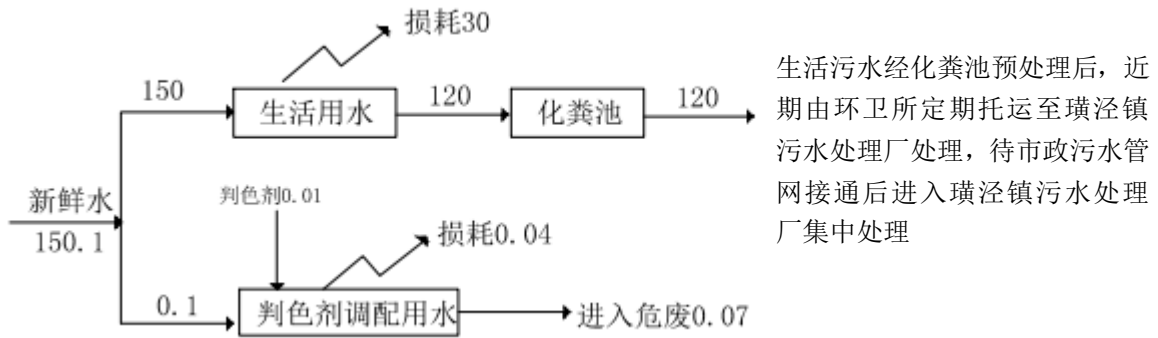 损耗30
150
生活用水
120
化粪池
120
生活污水经化粪池预处理后，近
期由环卫所定期托运至璜泾镇
污水处理厂处理，待市政污水管
网接通后进入璜泾镇污水处理
厂集中处理
新鲜水
150.1
判色剂0.01
损耗0.04
0.1
判色剂调配用水
进入危废0.07